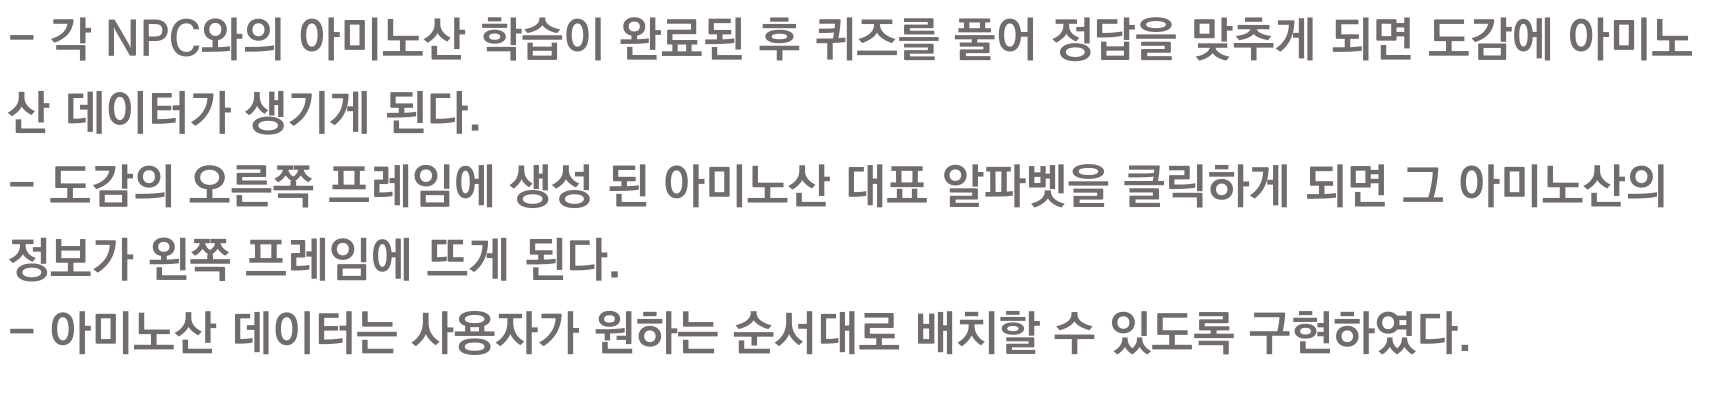 - 각 NPC와의 아미노산 학습이 완료된 후 퀴즈를 풀어 정답을 맞추게 되면 도감에 아미노
산 데이터가 생기게 된다.
- 도감의 오른쪽 프레임에 생성 된 아미노산 대표 알파벳을 클릭하게 되면 그 아미노산의
정보가 왼쪽 프레임에 뜨게 된다.
- 아미노산 데이터는 사용자가 원하는 순서대로 배치할 수 있도록 구현하였다.